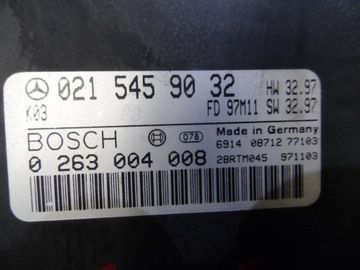 021 545 90 32 HW 32.97
K03 FD 97M11 SW 32.97
BOSCH 078 Made in Germany
0 263 004 008 6914 08712 77103
28RTM045 971103